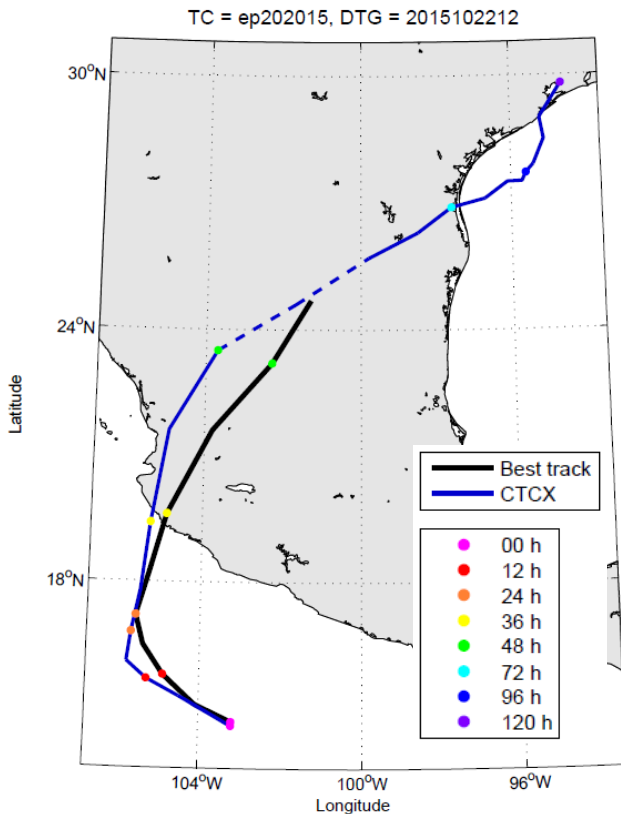 TC = ep202015, DTG = 2015102212
30°N
24°N
18°N
Latitude
Best track
CTCX
00 h
12 h
24 h
36 h
48 h
72 h
96 h
120 h
104°W
100°W
96°W
Longitude